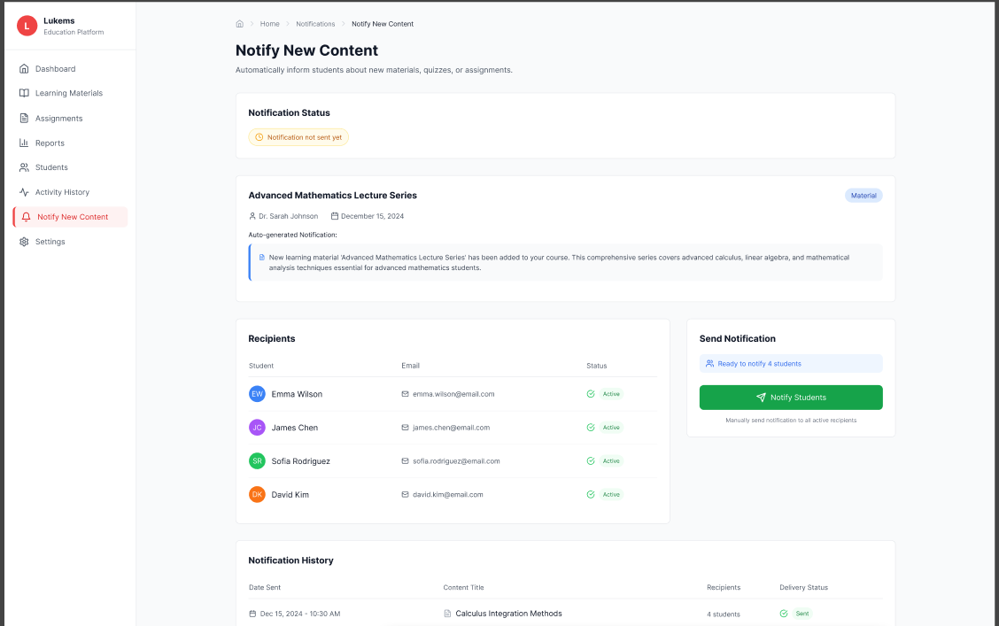 L
Lukems
Education Platform
Dashboard
Learning Materials
Assignments
Reports
Students
Activity History
Notify New Content
Settings
Home Notifications Notify New Content
Notify New Content
Automatically inform students about new materials, quizzes, or assignments.
Notification Status
Notification not sent yet
Advanced Mathematics Lecture Series
Material
Dr. Sarah Johnson December 15, 2024
Auto-generated Notification:
New learning material 'Advanced Mathematics Lecture Series' has been added to your course. This comprehensive series covers advanced calculus, linear algebra, and mathematical
analysis techniques essential for advanced mathematics students.
Recipients
Student Email Status
EW Emma Wilson emma.wilson@email.com Active
JC James Chen james.chen@email.com Active
SR Sofia Rodriguez sofia.rodriguez@email.com Active
DK David Kim david.kim@email.com Active
Send Notification
Ready to notify 4 students
Notify Students
Manually send notification to all active recipients
Notification History
Date Sent Content Title Recipients Delivery Status
Dec 15, 2024 - 10:30 AM Calculus Integration Methods 4 students Sent